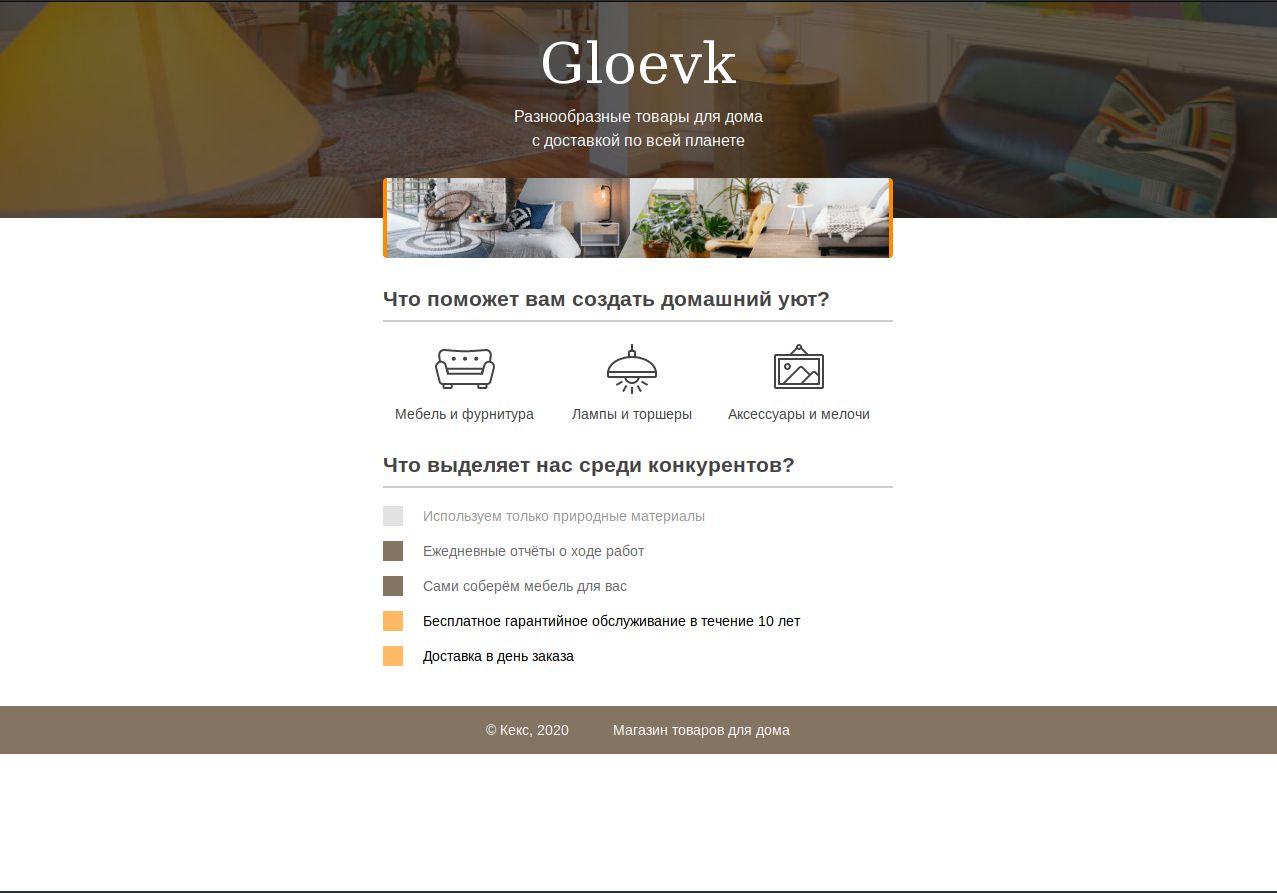 Gloevk
Разнообразные товары для дома
с доставкой по всей планете
Что поможет вам создать домашний уют?
Мебель и фурнитура
Лампы и торшеры
Аксессуары и мелочи
Что выделяет нас среди конкурентов?
Используем только природные материалы
Ежедневные отчёты о ходе работ
Сами соберём мебель для вас
Бесплатное гарантийное обслуживание в течение 10 лет
Доставка в день заказа
© Кекс, 2020 Магазин товаров для дома